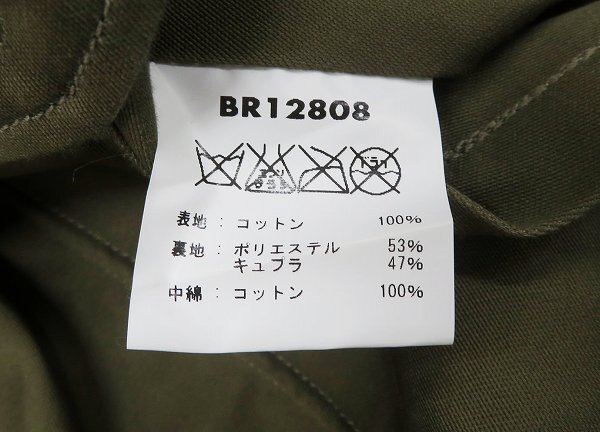 BR12808
エンソ
サラシ
ドライ
表地：コットン 100%
裏地：ポリエステル 53%
キュプラ 47%
中綿：コットン 100%